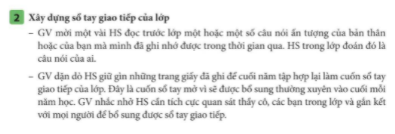 2 Xây dựng sổ tay giao tiếp của lớp
– GV mời một vài HS đọc trước lớp một hoặc một số câu nói ấn tượng của bản thân
hoặc của bạn mà mình đã ghi nhớ được trong thời gian qua. HS trong lớp đoán đó là
câu nói của ai.
– GV dặn dò HS giữ gìn những trang giấy đã ghi để cuối năm tập hợp lại làm cuốn sổ tay
giao tiếp của lớp. Đây là cuốn sổ tay mở vì sẽ được bổ sung thường xuyên vào cuối mỗi
năm học. GV nhắc nhở HS cần tích cực quan sát thầy cô, các bạn trong lớp và gắn kết
với mọi người để bổ sung được sổ tay giao tiếp.